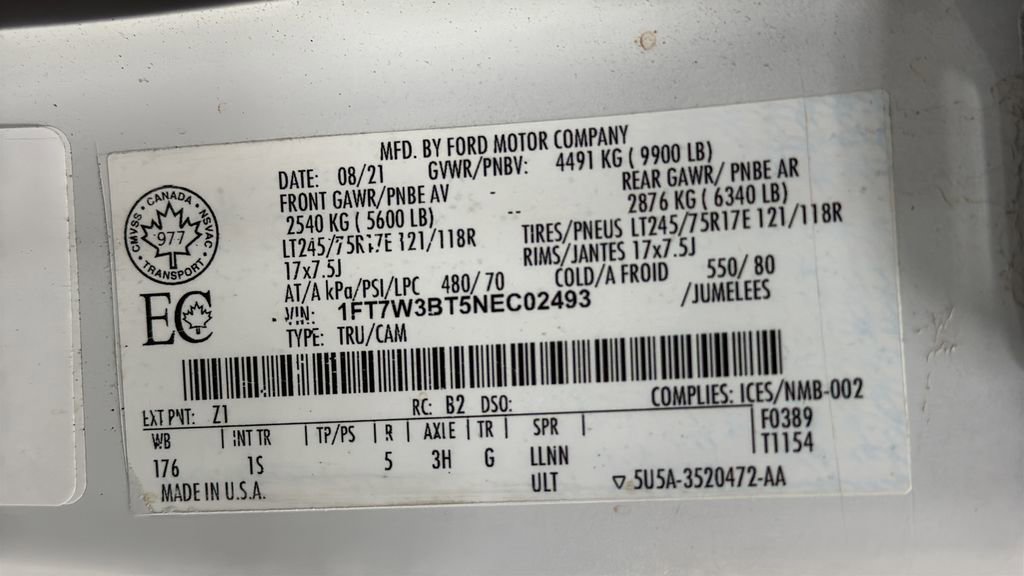 MFD. BY FORD MOTOR COMPANY
DATE: 08/21 GVWR/PNBV: 4491 KG ( 9900 LB)
FRONT GAWR/PNBE AV -- REAR GAWR/ PNBE AR
2540 KG ( 5600 LB) -- 2876 KG ( 6340 LB)
LT245/75R17E 121/118R TIRES/PNEUS LT245/75R17E 121/118R
17x7.5J RIMS/JANTES 17x7.5J
AT/A kPa/PSI/LPC 480/ 70 COLD/A FROID 550/ 80
VIN: 1FT7W3BT5NEC02493 /JUMELEES
TYPE: TRU/CAM
CMVSS · CANADA · NSVAC
977
TRANSPORT
EC
COMPLIES: ICES/NMB-002
EXT PNT: Z1 RC: B2 DSO: F0389
WB | INT TR | TP/PS | R | AXLE | TR | SPR | T1154
176 1S 5 3H G LLNN
MADE IN U.S.A. ULT ▽ 5U5A-3520472-AA